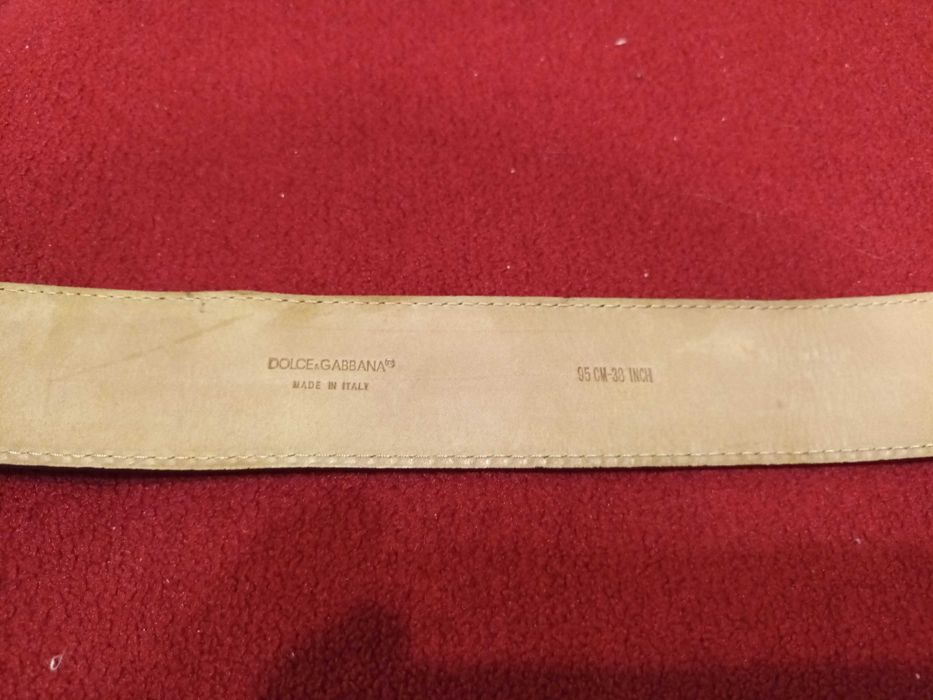 DOLCE&GABBANA®
MADE IN ITALY
95 CM-38 INCH